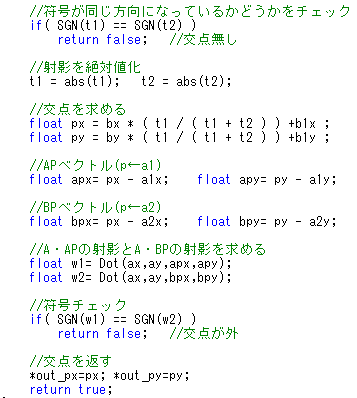 //符号が同じ方向になっているかどうかをチェック
if( SGN(t1) == SGN(t2) )
return false;   //交点無し
//射影を絶対値化
t1 = abs(t1);   t2 = abs(t2);
//交点を求める
float px = bx * ( t1 / ( t1 + t2 ) ) +b1x ;
float py = by * ( t1 / ( t1 + t2 ) ) +b1y ;
//APベクトル(p←a1)
float apx= px - a1x;    float apy= py - a1y;
//BPベクトル(p←a2)
float bpx= px - a2x;    float bpy= py - a2y;
//A・APの射影とA・BPの射影を求める
float w1= Dot(ax,ay,apx,apy);
float w2= Dot(ax,ay,bpx,bpy);
//符号チェック
if( SGN(w1) == SGN(w2) )
return false;   //交点が外
//交点を返す
*out_px=px; *out_py=py;
return true;